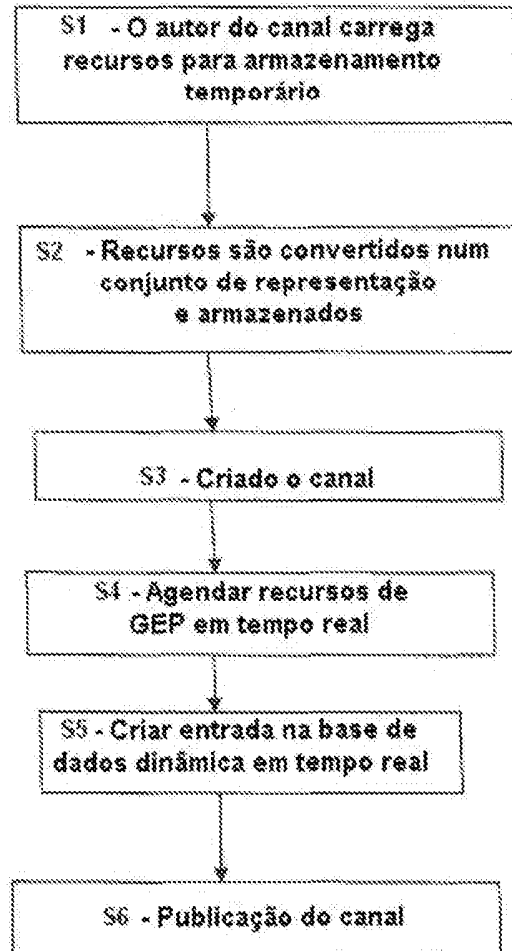 S1 - O autor do canal carrega
recursos para armazenamento
temporário
S2 - Recursos são convertidos num
conjunto de representação
e armazenados
S3 - Criado o canal
S4 - Agendar recursos de
GEP em tempo real
S5 - Criar entrada na base de
dados dinâmica em tempo real
S6 - Publicação do canal